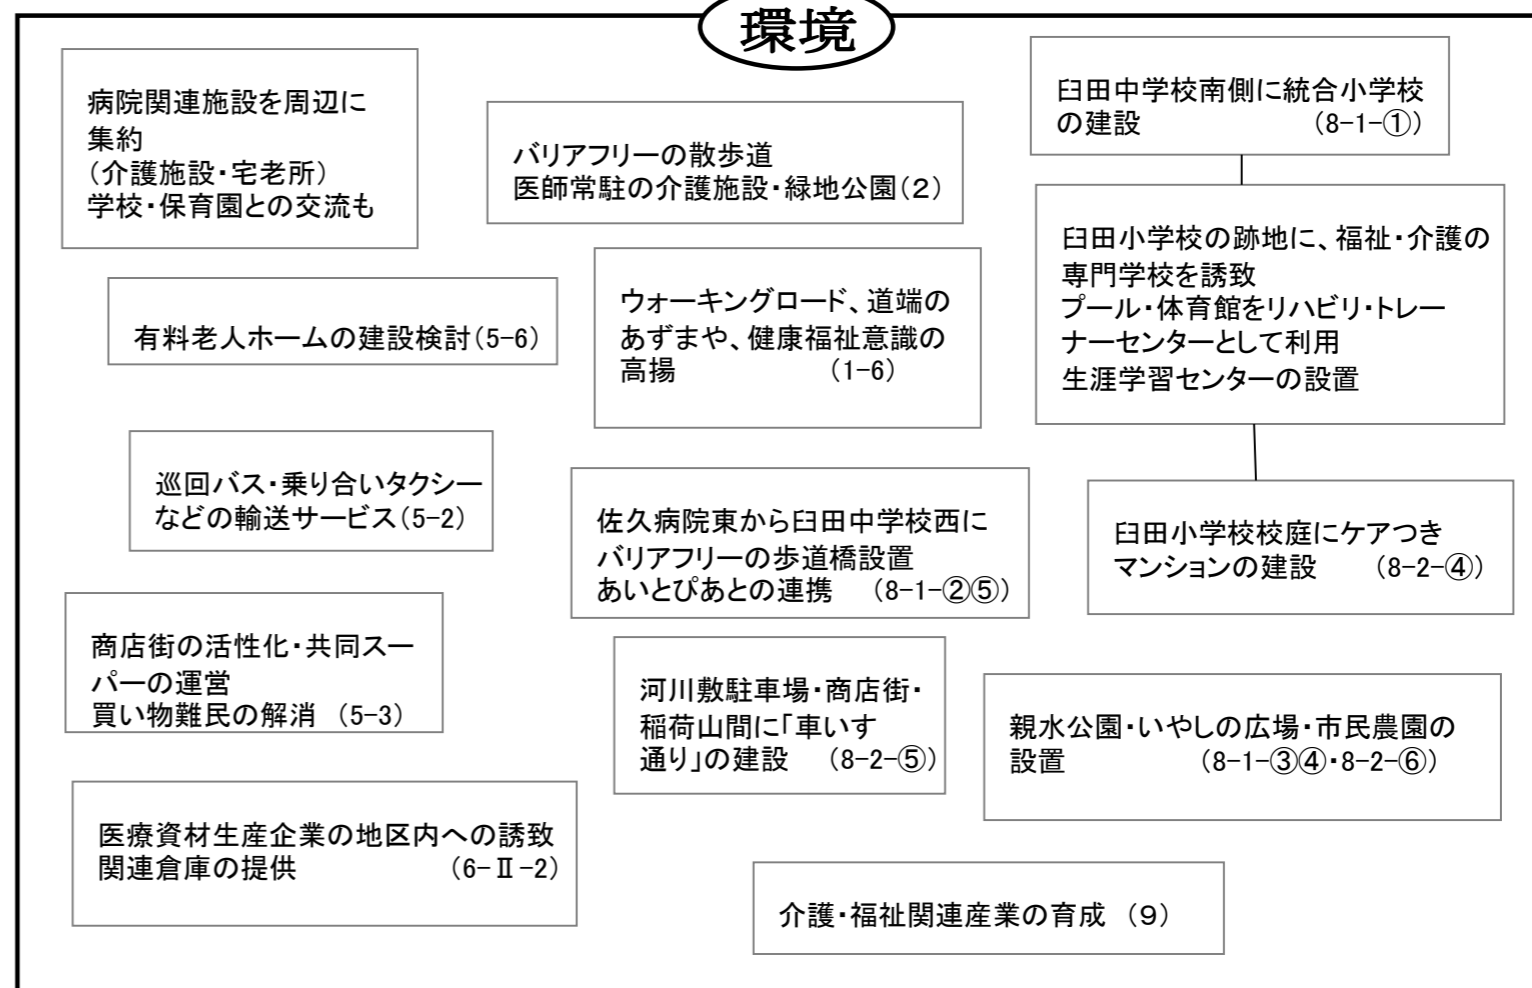 環境
病院関連施設を周辺に
集約
（介護施設・宅老所）
学校・保育園との交流も
バリアフリーの散歩道
医師常駐の介護施設・緑地公園（２）
臼田中学校南側に統合小学校
の建設　（8-1-①）
臼田小学校の跡地に、福祉・介護の
専門学校を誘致
プール・体育館をリハビリ・トレー
ナーセンターとして利用
生涯学習センターの設置
有料老人ホームの建設検討（5-6）
ウォーキングロード、道端の
あずまや、健康福祉意識の
高揚　（1-6）
巡回バス・乗り合いタクシー
などの輸送サービス（5-2）
佐久病院東から臼田中学校西に
バリアフリーの歩道橋設置
あいとぴあとの連携　（8-1-②⑤）
臼田小学校校庭にケアつき
マンションの建設　（8-2-④）
商店街の活性化・共同スー
パーの運営
買い物難民の解消　（5-3）
河川敷駐車場・商店街・
稲荷山間に「車いす
通り」の建設　（8-2-⑤）
親水公園・いやしの広場・市民農園の
設置　（8-1-③④・8-2-⑥）
医療資材生産企業の地区内への誘致
関連倉庫の提供　（6-Ⅱ-2）
介護・福祉関連産業の育成　（９）